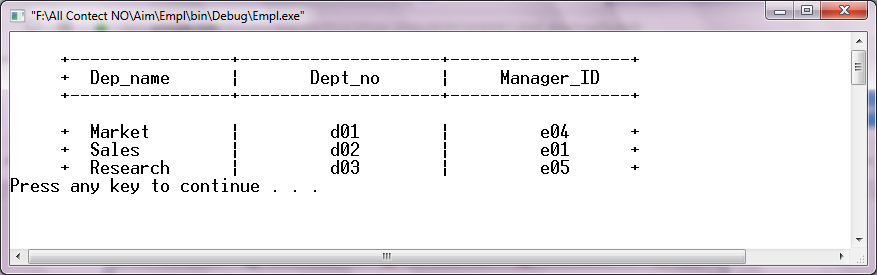 "F:\All Contect NO\Aim\Empl\bin\Debug\Empl.exe"
+----------------+--------------------+------------------+
+  Dep_name      |       Dept_no      |     Manager_ID
+----------------+--------------------+------------------+
+  Market        |         d01        |         e04      +
+  Sales         |         d02        |         e01      +
+  Research      |         d03        |         e05      +
Press any key to continue . . .